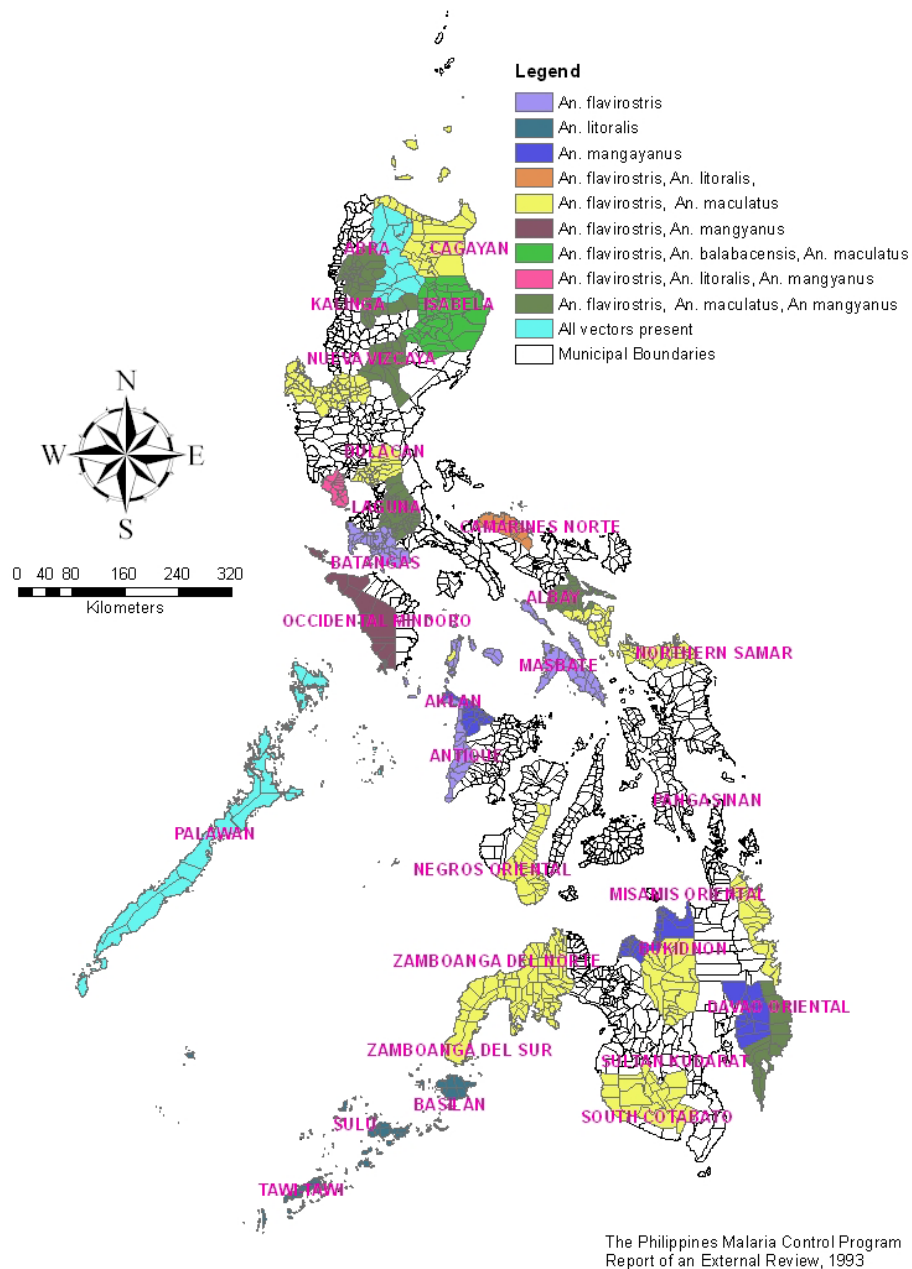 Legend
An. flavirostris
An. litoralis
An. mangayanus
An. flavirostris, An. litoralis,
An. flavirostris, An. maculatus
An. flavirostris, An. mangyanus
An. flavirostris, An. balabacensis, An. maculatus
An. flavirostris, An. litoralis, An. mangyanus
An. flavirostris, An. maculatus, An mangyanus
All vectors present
Municipal Boundaries
ABRA
CAGAYAN
KALINGA
ISABELA
NUEVA VIZCAYA
N
W
E
S
BULACAN
LAGUNA
CAMARINES NORTE
BATANGAS
0 40 80 160 240 320
Kilometers
ALBAY
OCCIDENTAL MINDORO
MASBATE
NORTHERN SAMAR
AKLAN
ANTIQUE
PANGASINAN
PALAWAN
NEGROS ORIENTAL
MISAMIS ORIENTAL
BUKIDNON
ZAMBOANGA DEL NORTE
DAVAO ORIENTAL
ZAMBOANGA DEL SUR
SULTAN KUDARAT
BASILAN
SOUTH COTABATO
SULU
TAWI TAWI
The Philippines Malaria Control Program
Report of an External Review, 1993